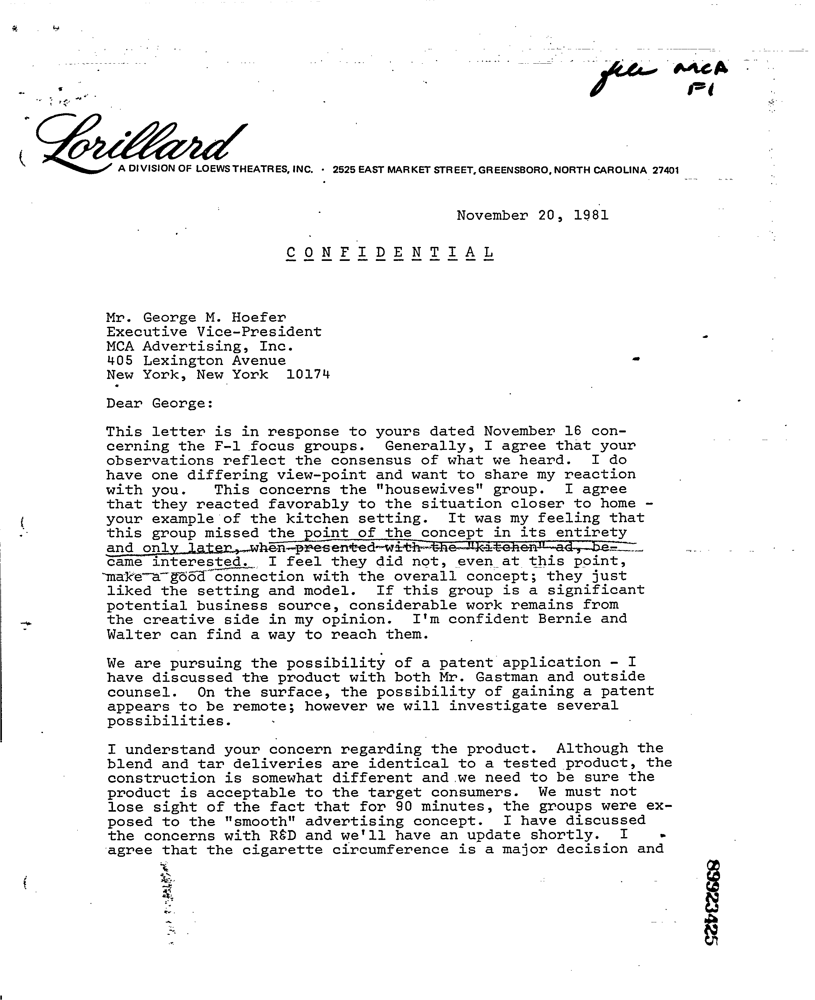 file MCA
F1
Lorillard
A DIVISION OF LOEWS THEATRES, INC. · 2525 EAST MARKET STREET, GREENSBORO, NORTH CAROLINA 27401
November 20, 1981
CONFIDENTIAL
Mr. George M. Hoefer
Executive Vice-President
MCA Advertising, Inc.
405 Lexington Avenue
New York, New York 10174
Dear George:
This letter is in response to yours dated November 16 con-
cerning the F-1 focus groups. Generally, I agree that your
observations reflect the consensus of what we heard. I do
have one differing view-point and want to share my reaction
with you. This concerns the "housewives" group. I agree
that they reacted favorably to the situation closer to home -
your example of the kitchen setting. It was my feeling that
this group missed the point of the concept in its entirety
and only later, when presented with the "kitchen" ad, be-
came interested. I feel they did not, even at this point,
make a good connection with the overall concept; they just
liked the setting and model. If this group is a significant
potential business source, considerable work remains from
the creative side in my opinion. I'm confident Bernie and
Walter can find a way to reach them.
We are pursuing the possibility of a patent application - I
have discussed the product with both Mr. Gastman and outside
counsel. On the surface, the possibility of gaining a patent
appears to be remote; however we will investigate several
possibilities.
I understand your concern regarding the product. Although the
blend and tar deliveries are identical to a tested product, the
construction is somewhat different and we need to be sure the
product is acceptable to the target consumers. We must not
lose sight of the fact that for 90 minutes, the groups were ex-
posed to the "smooth" advertising concept. I have discussed
the concerns with R&D and we'll have an update shortly. I
agree that the cigarette circumference is a major decision and
89923425